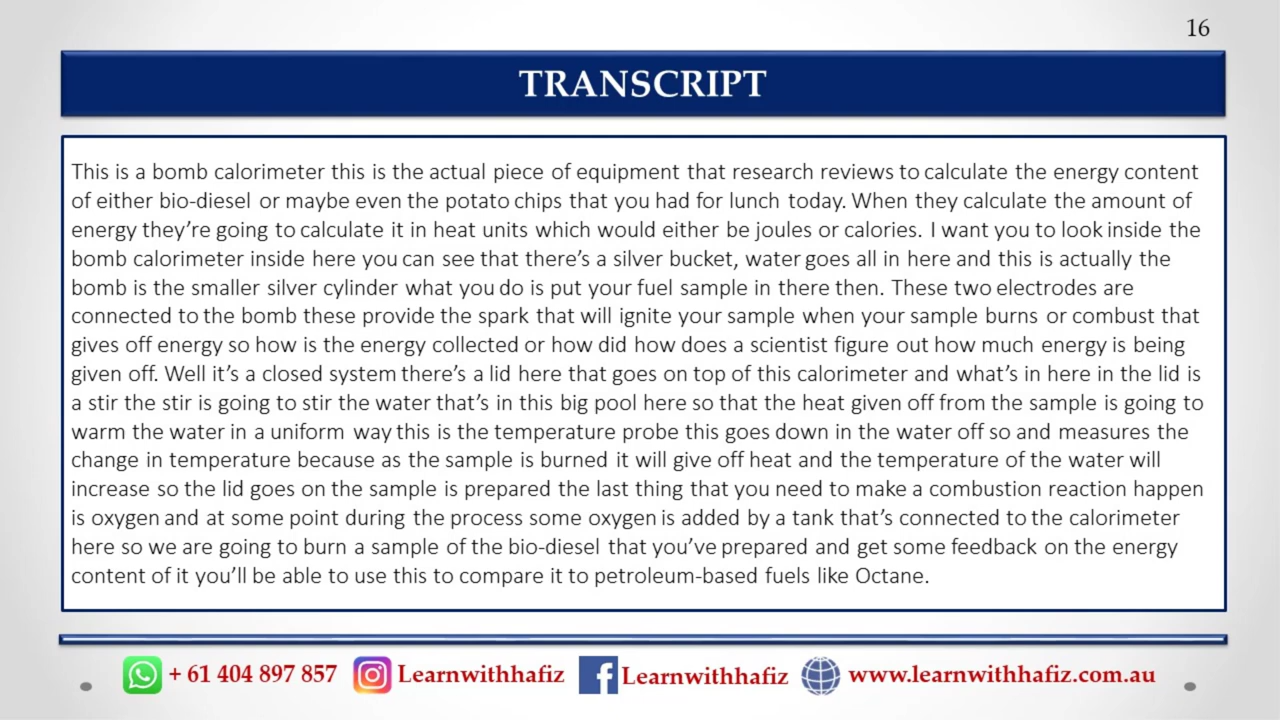 16
TRANSCRIPT
This is a bomb calorimeter this is the actual piece of equipment that research reviews to calculate the energy content
of either bio-diesel or maybe even the potato chips that you had for lunch today. When they calculate the amount of
energy they're going to calculate it in heat units which would either be joules or calories. I want you to look inside the
bomb calorimeter inside here you can see that there's a silver bucket, water goes all in here and this is actually the
bomb is the smaller silver cylinder what you do is put your fuel sample in there then. These two electrodes are
connected to the bomb these provide the spark that will ignite your sample when your sample burns or combust that
gives off energy so how is the energy collected or how did how does a scientist figure out how much energy is being
given off. Well it's a closed system there's a lid here that goes on top of this calorimeter and what's in here in the lid is
a stir the stir is going to stir the water that's in this big pool here so that the heat given off from the sample is going to
warm the water in a uniform way this is the temperature probe this goes down in the water off so and measures the
change in temperature because as the sample is burned it will give off heat and the temperature of the water will
increase so the lid goes on the sample is prepared the last thing that you need to make a combustion reaction happen
is oxygen and at some point during the process some oxygen is added by a tank that's connected to the calorimeter
here so we are going to burn a sample of the bio-diesel that you've prepared and get some feedback on the energy
content of it you'll be able to use this to compare it to petroleum-based fuels like Octane.
+ 61 404 897 857 Learnwithhafiz Learnwithhafiz www.learnwithhafiz.com.au